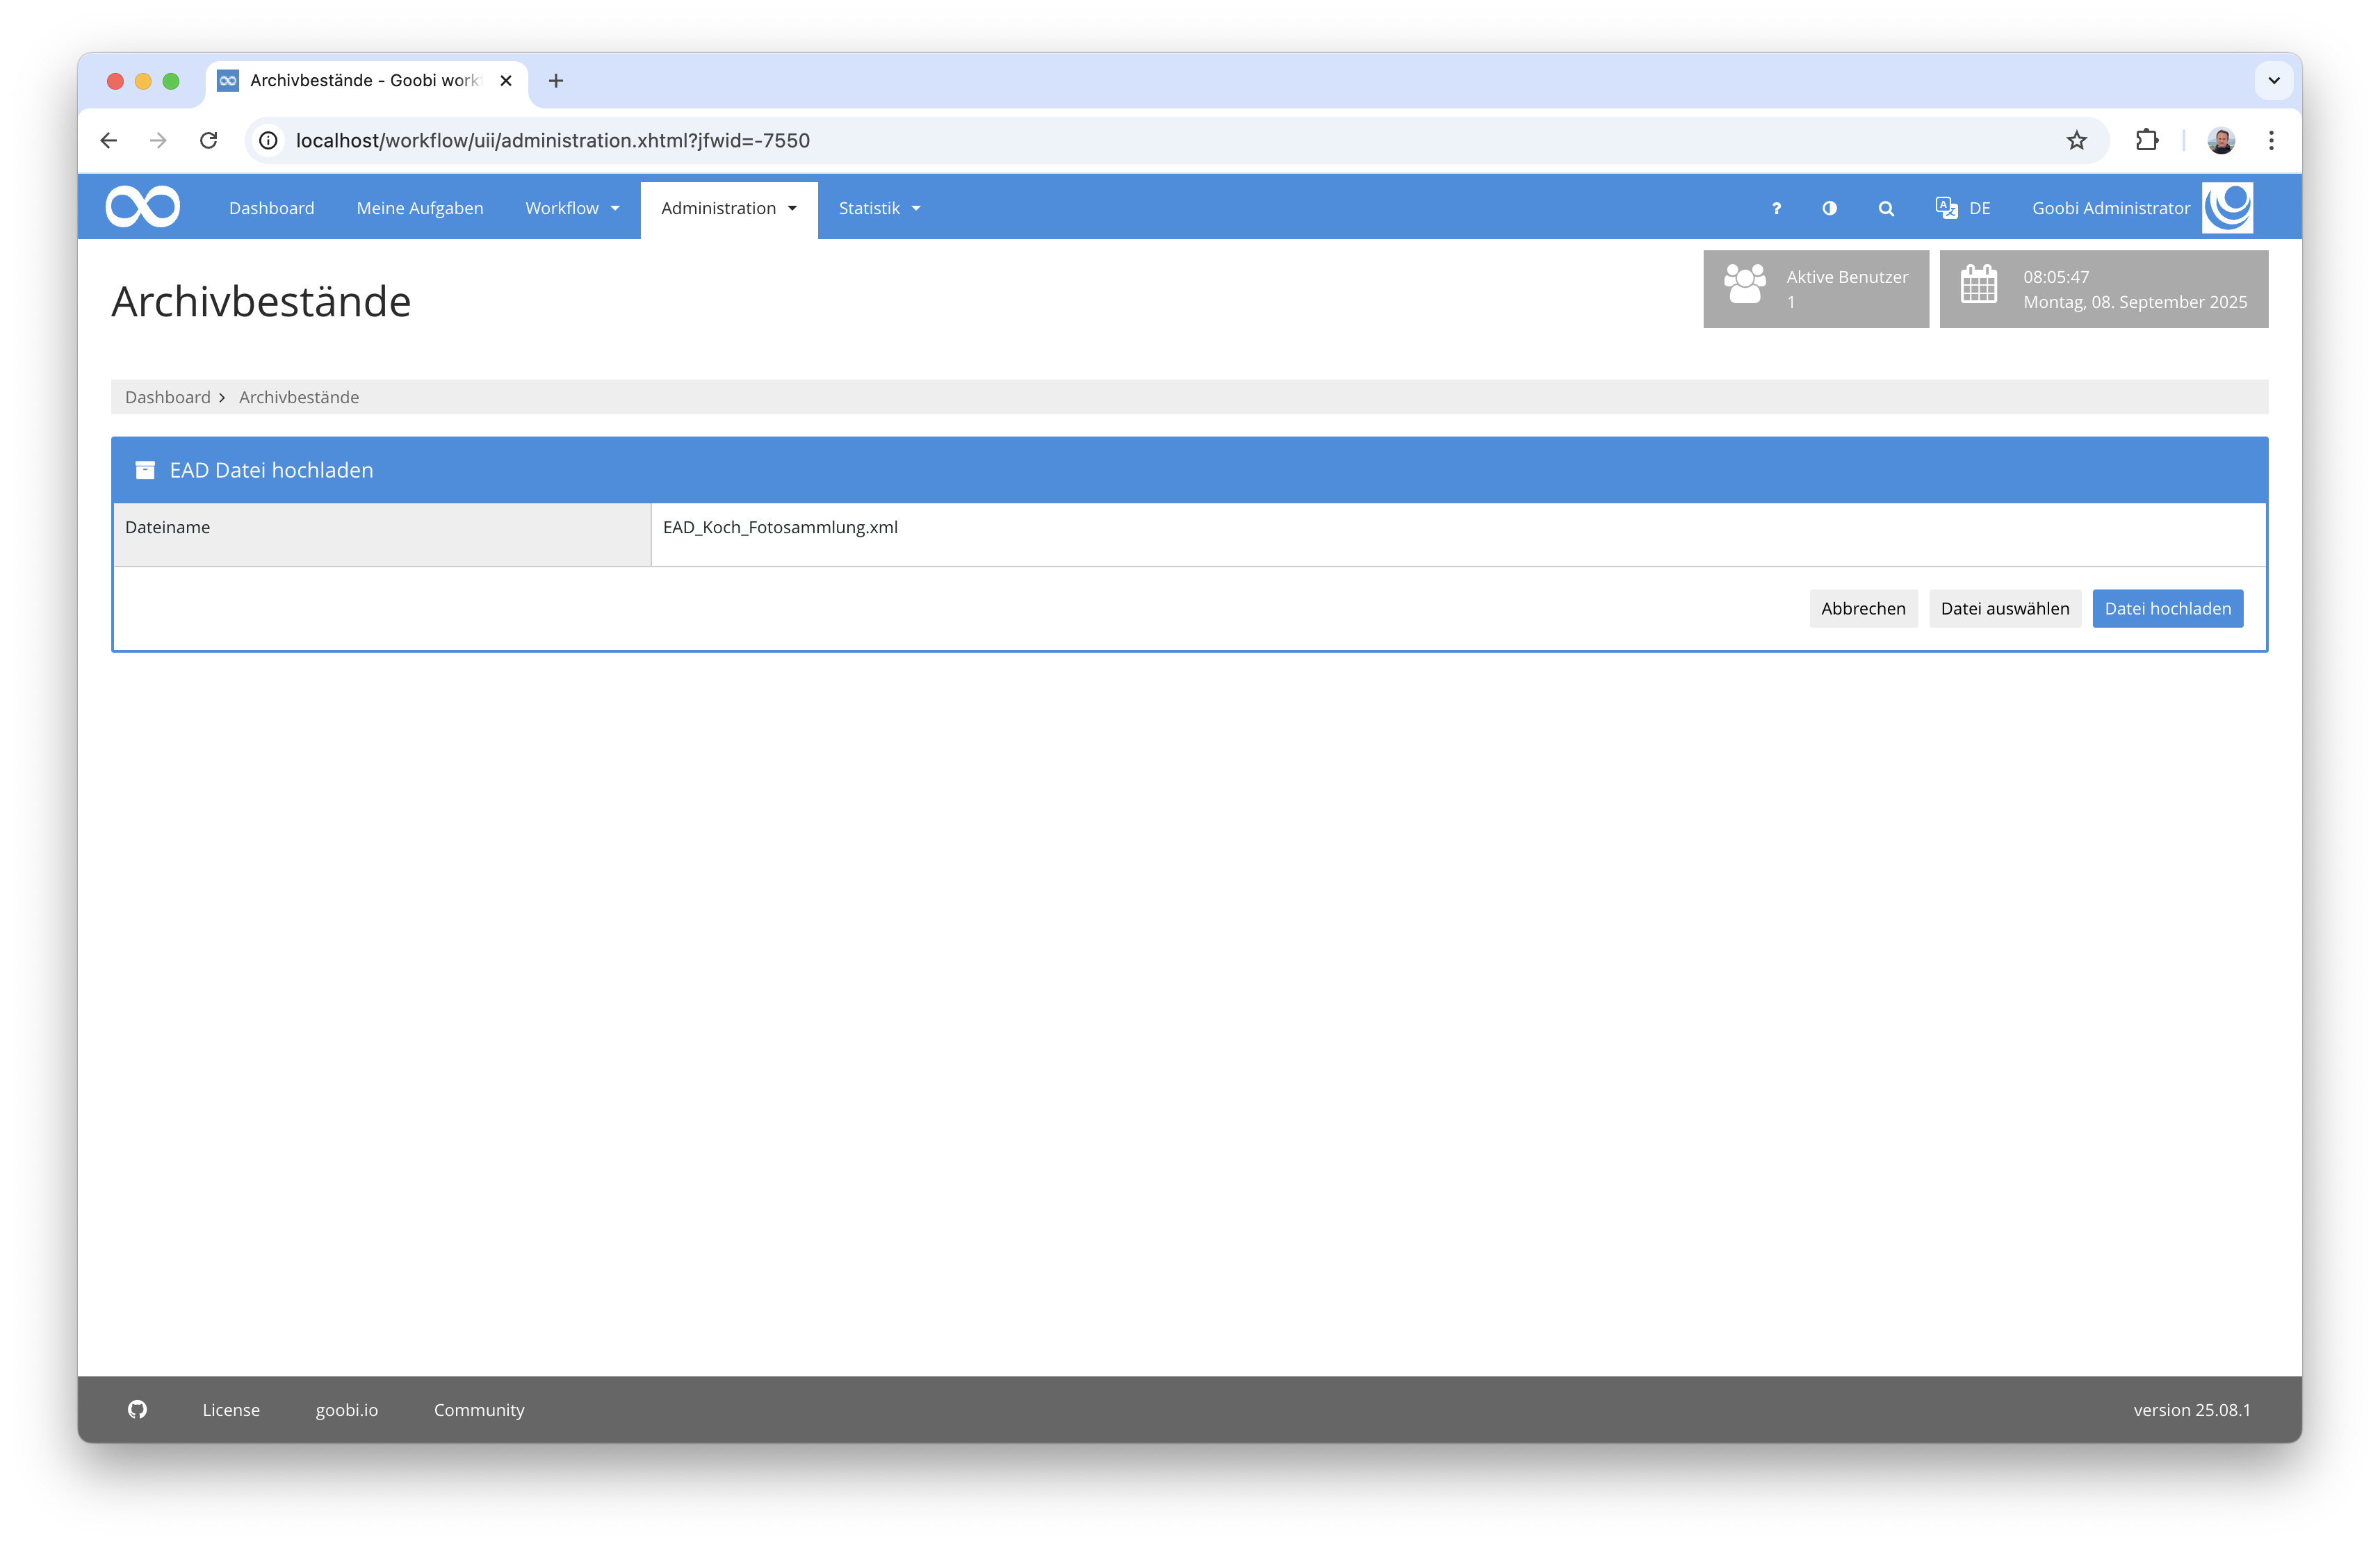 Archivbestände - Goobi work
localhost/workflow/uii/administration.xhtml?jfwid=-7550
Dashboard Meine Aufgaben Workflow Administration Statistik ? DE Goobi Administrator
Archivbestände
Aktive Benutzer
1
08:05:47
Montag, 08. September 2025
Dashboard > Archivbestände
EAD Datei hochladen
Dateiname EAD_Koch_Fotosammlung.xml
Abbrechen Datei auswählen Datei hochladen
License goobi.io Community version 25.08.1